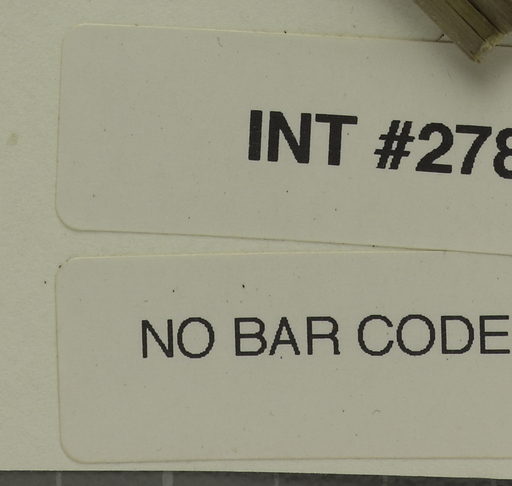 INT #278
NO BAR CODE